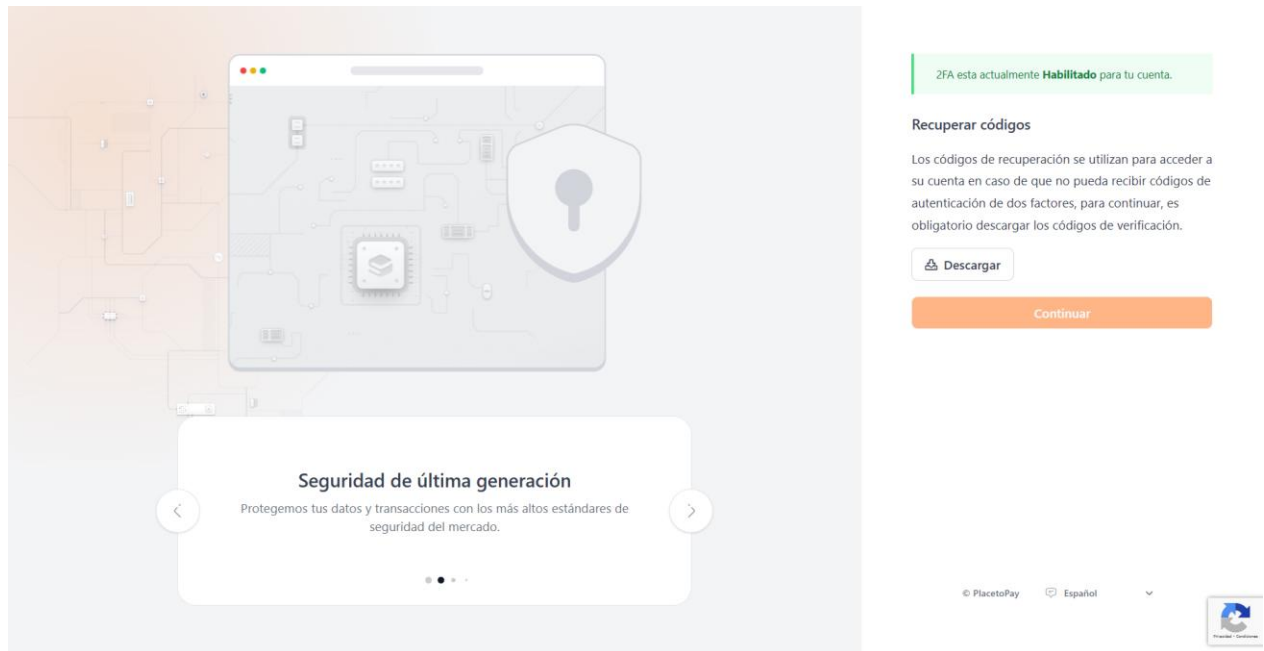 2FA esta actualmente Habilitado para tu cuenta.
Recuperar códigos
Los códigos de recuperación se utilizan para acceder a
su cuenta en caso de que no pueda recibir códigos de
autenticación de dos factores, para continuar, es
obligatorio descargar los códigos de verificación.
Descargar
Continuar
Seguridad de última generación
Protegemos tus datos y transacciones con los más altos estándares de
seguridad del mercado.
© PlacetoPay Español
Privacidad - Condiciones